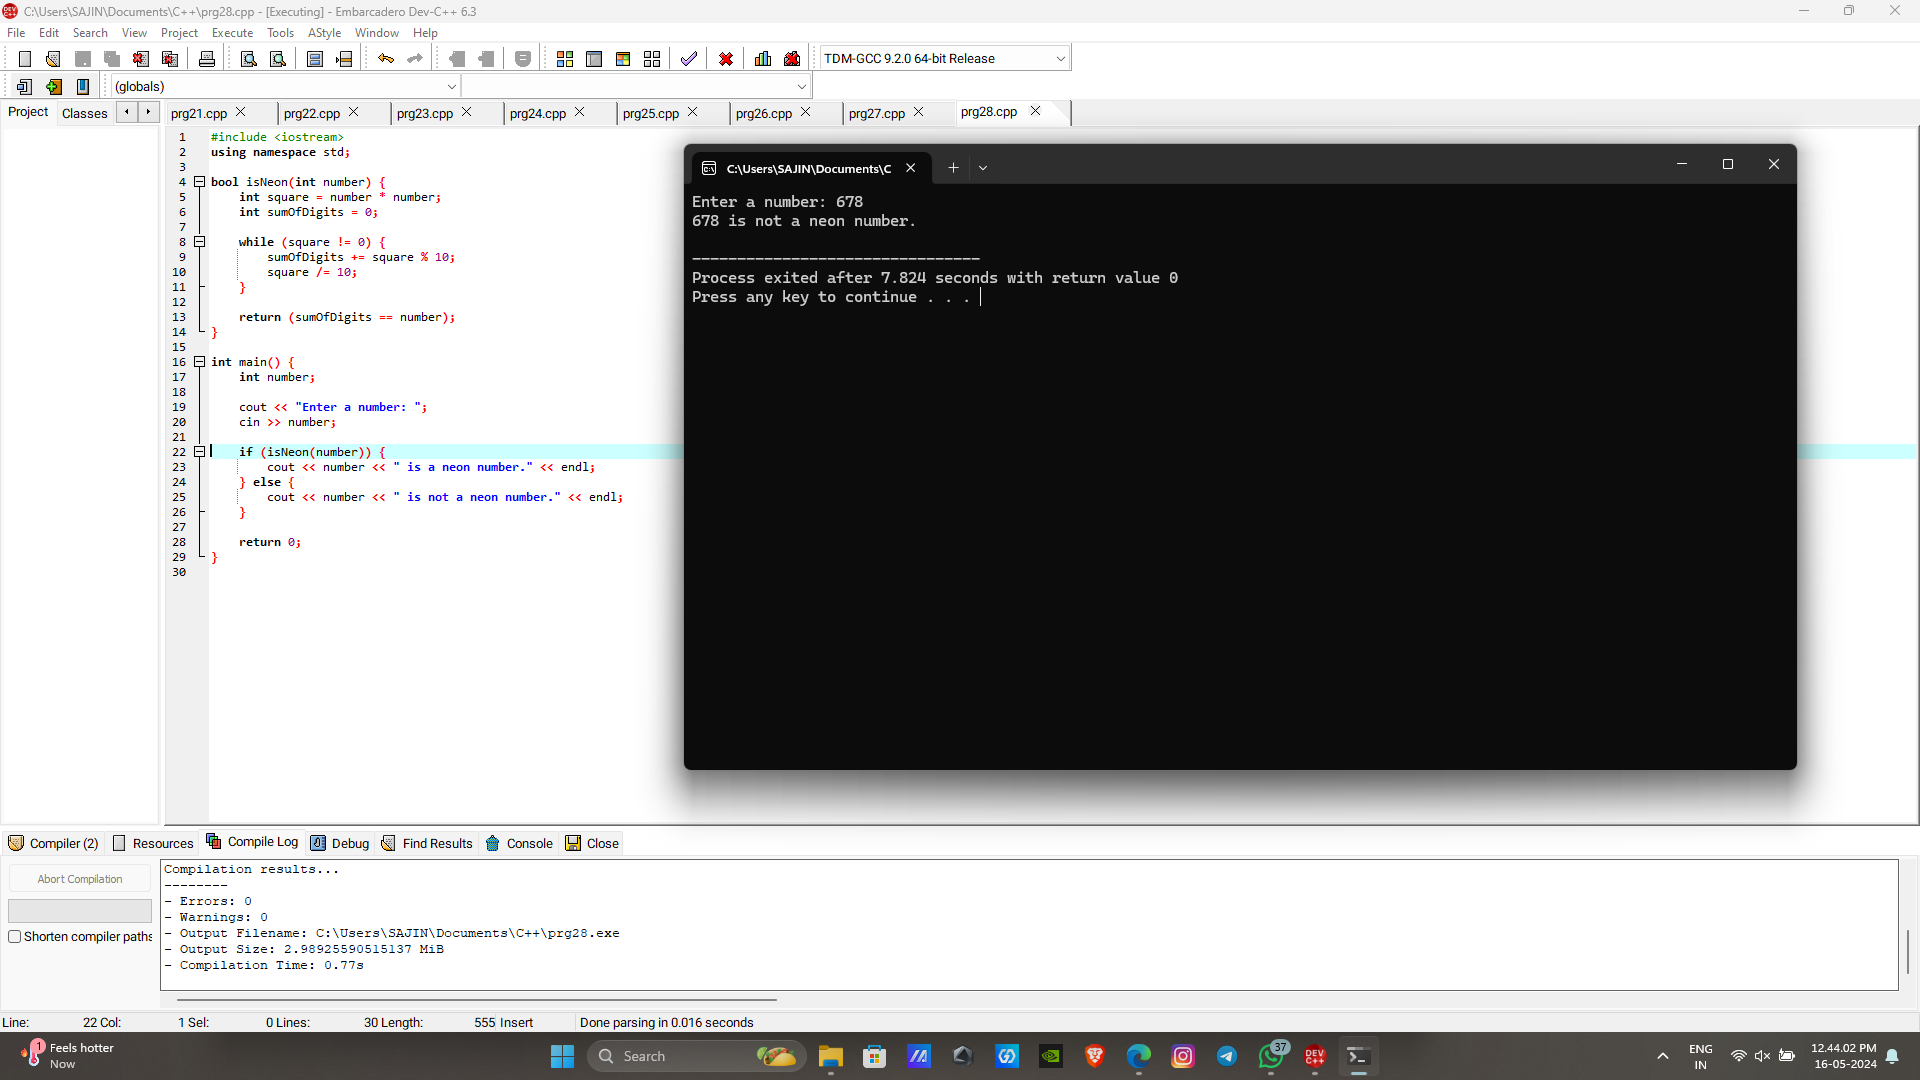 C:\Users\SAJIN\Documents\C++\prg28.cpp - [Executing] - Embarcadero Dev-C++ 6.3
File Edit Search View Project Execute Tools AStyle Window Help
TDM-GCC 9.2.0 64-bit Release
(globals)
Project Classes prg21.cpp prg22.cpp prg23.cpp prg24.cpp prg25.cpp prg26.cpp prg27.cpp prg28.cpp
1 #include <iostream>
2 using namespace std;
3
4 bool isNeon(int number) {
5 int square = number * number;
6 int sumOfDigits = 0;
7
8 while (square != 0) {
9 sumOfDigits += square % 10;
10 square /= 10;
11 }
12
13 return (sumOfDigits == number);
14 }
15
16 int main() {
17 int number;
18
19 cout << "Enter a number: ";
20 cin >> number;
21
22 if (isNeon(number)) {
23 cout << number << " is a neon number." << endl;
24 } else {
25 cout << number << " is not a neon number." << endl;
26 }
27
28 return 0;
29 }
30
C:\Users\SAJIN\Documents\C
Enter a number: 678
678 is not a neon number.
--------------------------------
Process exited after 7.824 seconds with return value 0
Press any key to continue . . .
Compiler (2) Resources Compile Log Debug Find Results Console Close
Abort Compilation
Shorten compiler paths
Compilation results...
--------
- Errors: 0
- Warnings: 0
- Output Filename: C:\Users\SAJIN\Documents\C++\prg28.exe
- Output Size: 2.98925590515137 MiB
- Compilation Time: 0.77s
Line: 22 Col: 1 Sel: 0 Lines: 30 Length: 555 Insert Done parsing in 0.016 seconds
1
Feels hotter
Now
Search
37
DEV C++
ENG
IN
12.44.02 PM
16-05-2024